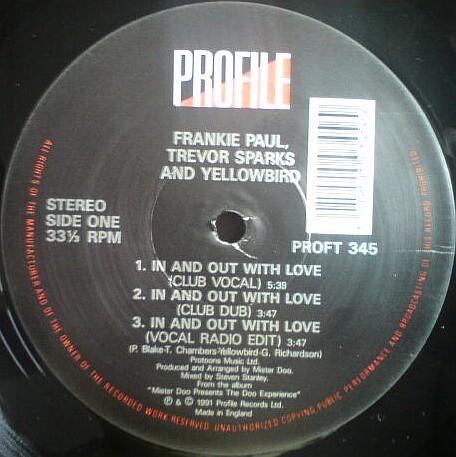 PROFILE
FRANKIE PAUL,
TREVOR SPARKS
AND YELLOWBIRD
STEREO
SIDE ONE
33⅓ RPM
PROFT 345
1. IN AND OUT WITH LOVE
(CLUB VOCAL) 5:39
2. IN AND OUT WITH LOVE
(CLUB DUB) 3:47
3. IN AND OUT WITH LOVE
(VOCAL RADIO EDIT) 3:47
(P. Blake-T. Chambers-Yellowbird-G. Richardson)
Protoons Music Ltd.
Produced and Arranged by Mister Doo.
Mixed by Steven Stanley.
From the album
"Mister Doo Presents The Doo Experience"
℗ & © 1991 Profile Records Ltd.
Made in England
ALL RIGHTS OF THE MANUFACTURER AND OF THE OWNER OF THE RECORDED WORK RESERVED. UNAUTHORIZED COPYING, PUBLIC PERFORMANCE AND BROADCASTING OF THIS RECORD PROHIBITED